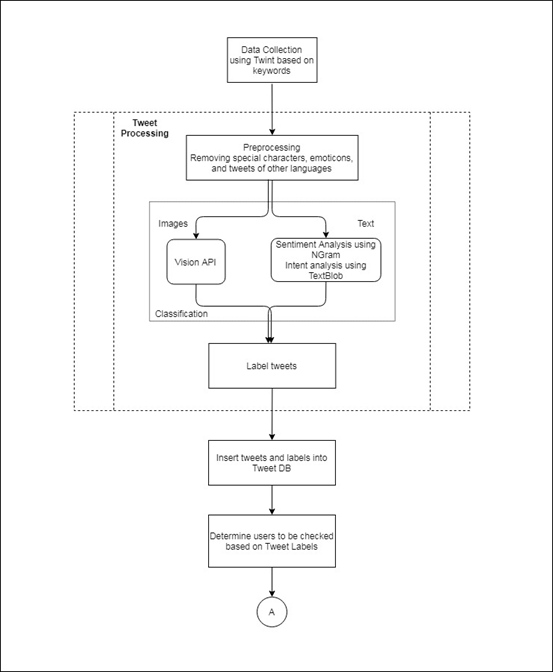 Data Collection
using Twint based on
keywords
Tweet
Processing
Preprocessing
Removing special characters, emoticons,
and tweets of other languages
Images
Text
Vision API
Sentiment Analysis using
NGram
Intent analysis using
TextBlob
Classification
Label tweets
Insert tweets and labels into
Tweet DB
Determine users to be checked
based on Tweet Labels
A